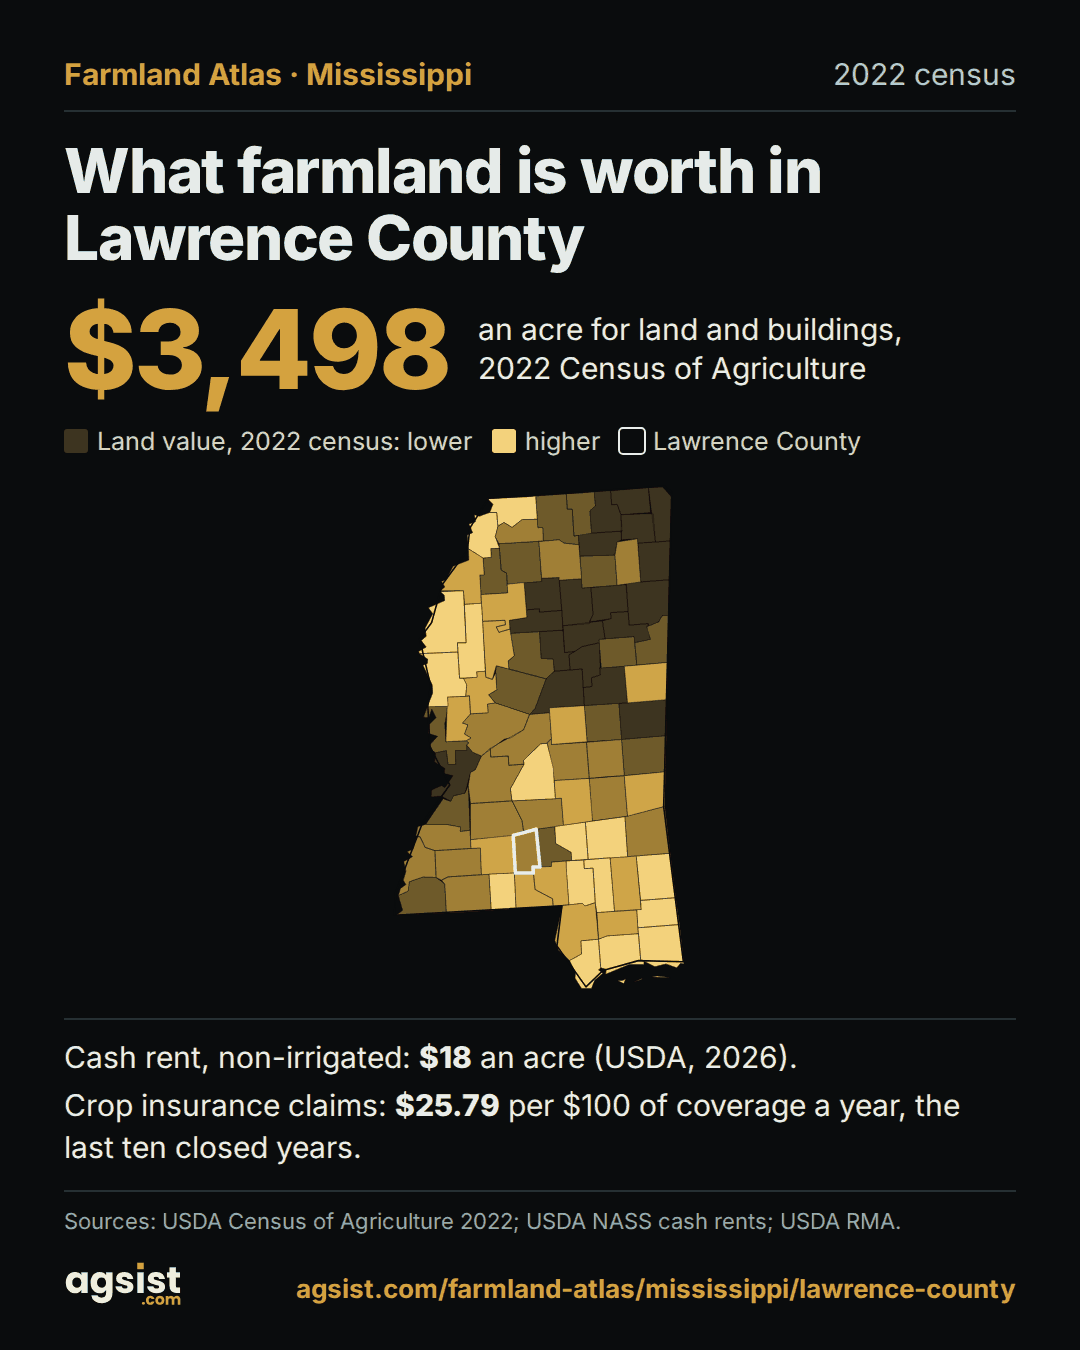 Farmland Atlas · Mississippi
2022 census
What farmland is worth in
Lawrence County
$3,498
an acre for land and buildings,
2022 Census of Agriculture
Land value, 2022 census: lower
higher
Lawrence County
Cash rent, non-irrigated: $18 an acre (USDA, 2026).
Crop insurance claims: $25.79 per $100 of coverage a year, the
last ten closed years.
Sources: USDA Census of Agriculture 2022; USDA NASS cash rents; USDA RMA.
agsist
.com
agsist.com/farmland-atlas/mississippi/lawrence-county